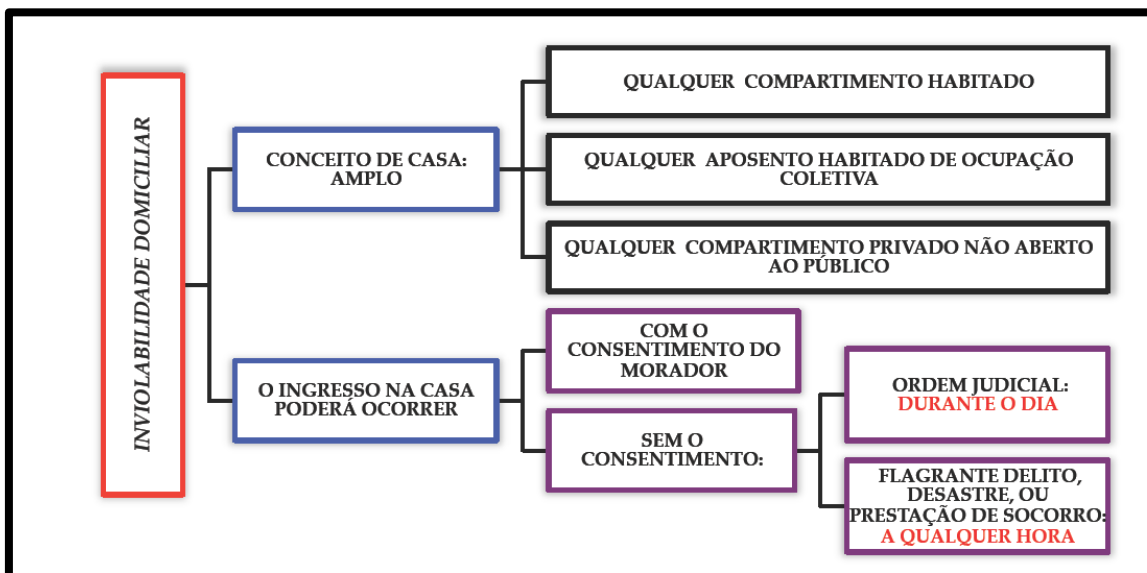 INVIOLABILIDADE DOMICILIAR
CONCEITO DE CASA:
AMPLO
QUALQUER COMPARTIMENTO HABITADO
QUALQUER APOSENTO HABITADO DE OCUPAÇÃO
COLETIVA
QUALQUER COMPARTIMENTO PRIVADO NÃO ABERTO
AO PÚBLICO
O INGRESSO NA CASA
PODERÁ OCORRER
COM O
CONSENTIMENTO DO
MORADOR
SEM O
CONSENTIMENTO:
ORDEM JUDICIAL:
DURANTE O DIA
FLAGRANTE DELITO,
DESASTRE, OU
PRESTAÇÃO DE SOCORRO:
A QUALQUER HORA